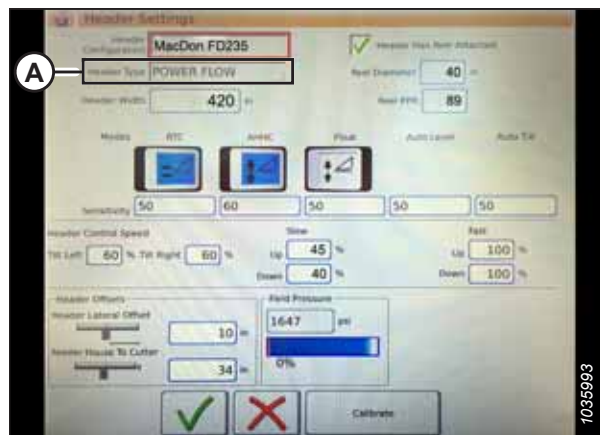 Header Settings
Header Configuration MacDon FD235
Header Has Reel Attached
A
Header Type POWER FLOW
Reel Diameter 40 in
Header Width 420 in
Reel PPR 89
Modes RTC AHHC Float Auto Level Auto Tilt
Sensitivity 50 60 50 50 50
Header Control Speed
Slow
Fast
Tilt Left 60 % Tilt Right 60 %
Up 45 %
Up 100 %
Down 40 %
Down 100 %
Header Offsets
Field Pressure
Header Lateral Offset
10 in
1647 psi
Feeder House To Cutter
34 in
0%
Calibrate
1035993